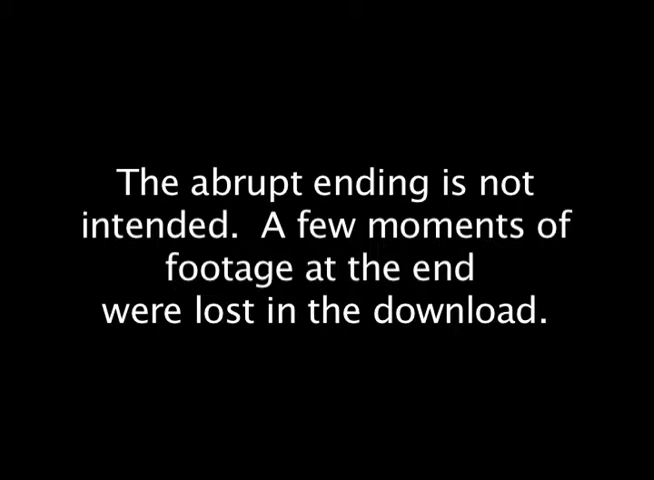 The abrupt ending is not
intended.  A few moments of
footage at the end
were lost in the download.